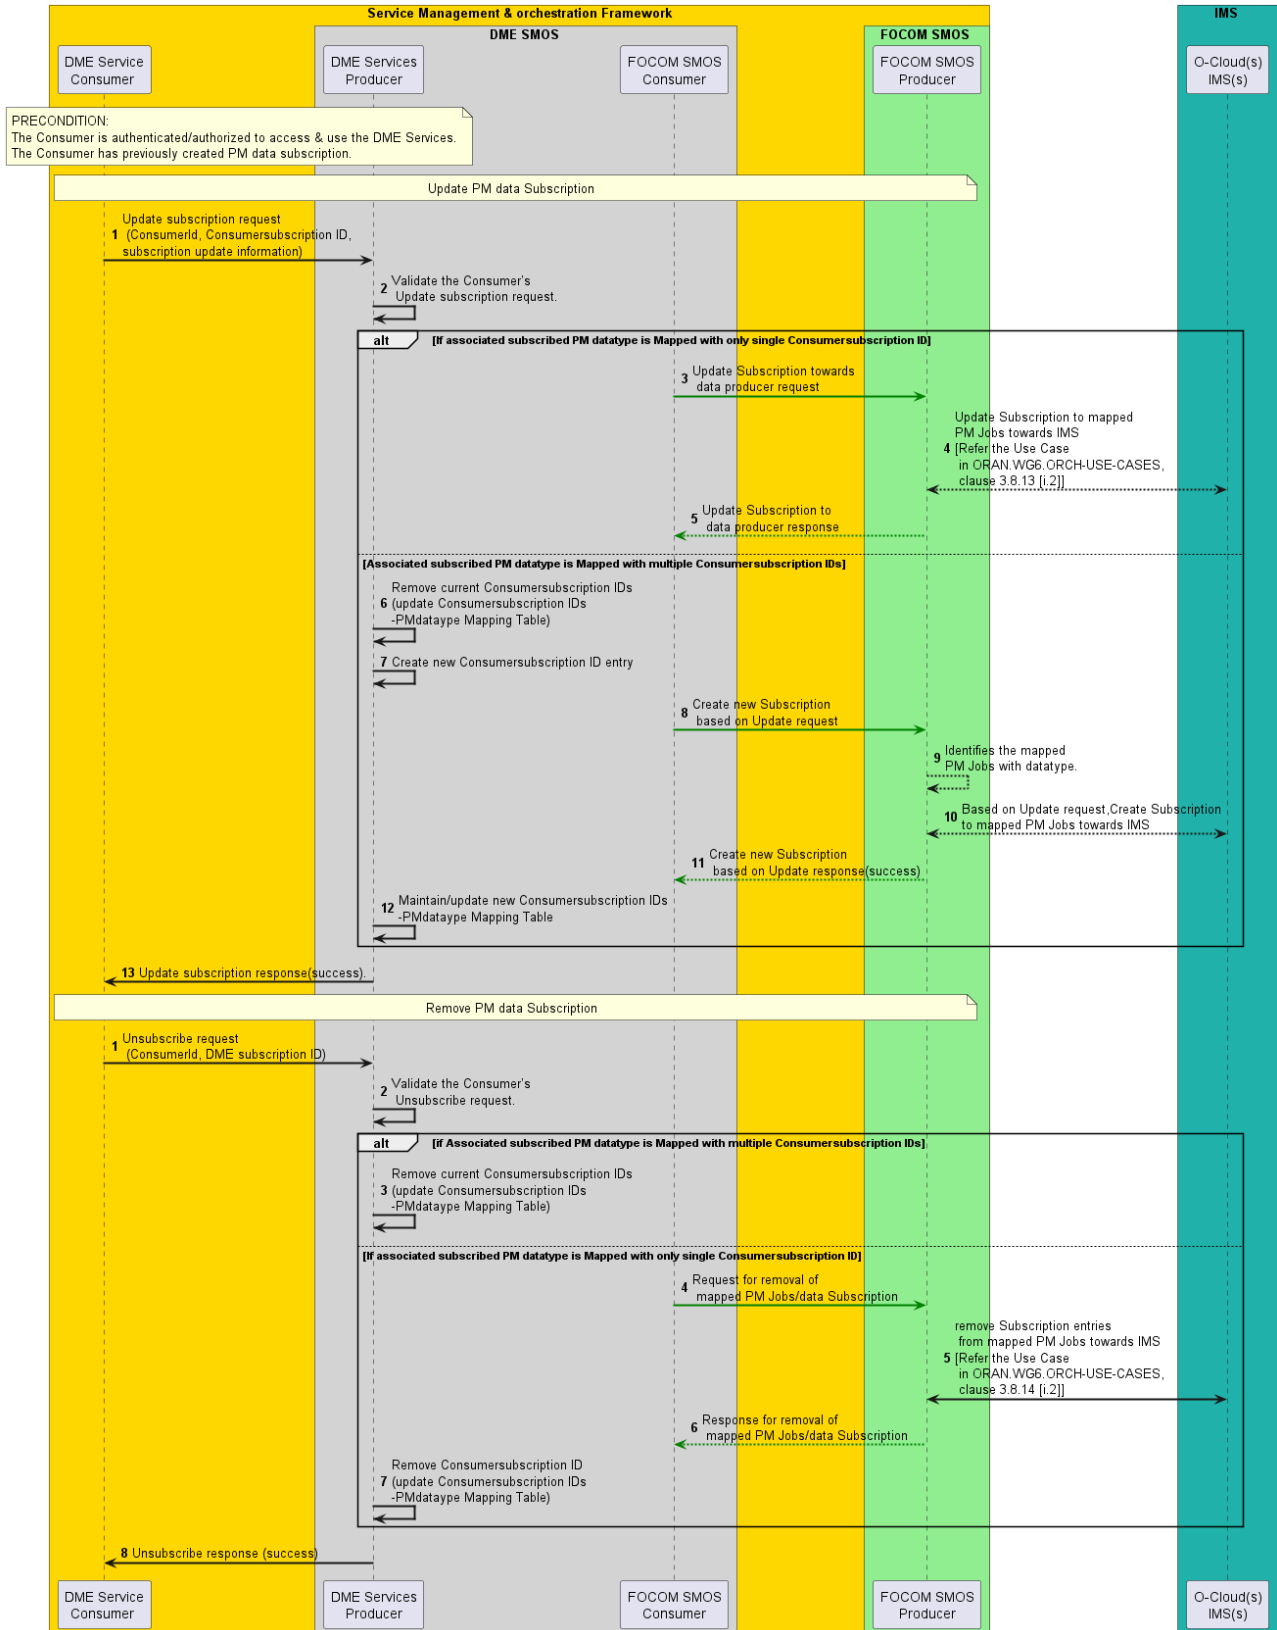 Service Management & orchestration Framework
IMS
DME SMOS
FOCOM SMOS
DME Service
Consumer
DME Services
Producer
FOCOM SMOS
Consumer
FOCOM SMOS
Producer
O-Cloud(s)
IMS(s)
PRECONDITION:
The Consumer is authenticated/authorized to access & use the DME Services.
The Consumer has previously created PM data subscription.
Update PM data Subscription
Update subscription request
1 (ConsumerId, Consumersubscription ID,
subscription update information)
2 Validate the Consumer's
Update subscription request.
alt [If associated subscribed PM datatype is Mapped with only single Consumersubscription ID]
3 Update Subscription towards
data producer request
Update Subscription to mapped
PM Jobs towards IMS
4 [Refer the Use Case
in ORAN.WG6.ORCH-USE-CASES,
clause 3.8.13 [i.2]]
5 Update Subscription to
data producer response
[Associated subscribed PM datatype is Mapped with multiple Consumersubscription IDs]
Remove current Consumersubscription IDs
6 (update Consumersubscription IDs
-PMdataype Mapping Table)
7 Create new Consumersubscription ID entry
8 Create new Subscription
based on Update request
9 Identifies the mapped
PM Jobs with datatype.
10 Based on Update request,Create Subscription
to mapped PM Jobs towards IMS
11 Create new Subscription
based on Update response(success)
12 Maintain/update new Consumersubscription IDs
-PMdataype Mapping Table
13 Update subscription response(success).
Remove PM data Subscription
1 Unsubscribe request
(ConsumerId, DME subscription ID)
2 Validate the Consumer's
Unsubscribe request.
alt [if Associated subscribed PM datatype is Mapped with multiple Consumersubscription IDs]
Remove current Consumersubscription IDs
3 (update Consumersubscription IDs
-PMdataype Mapping Table)
[If associated subscribed PM datatype is Mapped with only single Consumersubscription ID]
4 Request for removal of
mapped PM Jobs/data Subscription
remove Subscription entries
from mapped PM Jobs towards IMS
5 [Refer the Use Case
in ORAN.WG6.ORCH-USE-CASES,
clause 3.8.14 [i.2]]
6 Response for removal of
mapped PM Jobs/data Subscription
Remove Consumersubscription ID
7 (update Consumersubscription IDs
-PMdataype Mapping Table)
8 Unsubscribe response (success)
DME Service
Consumer
DME Services
Producer
FOCOM SMOS
Consumer
FOCOM SMOS
Producer
O-Cloud(s)
IMS(s)